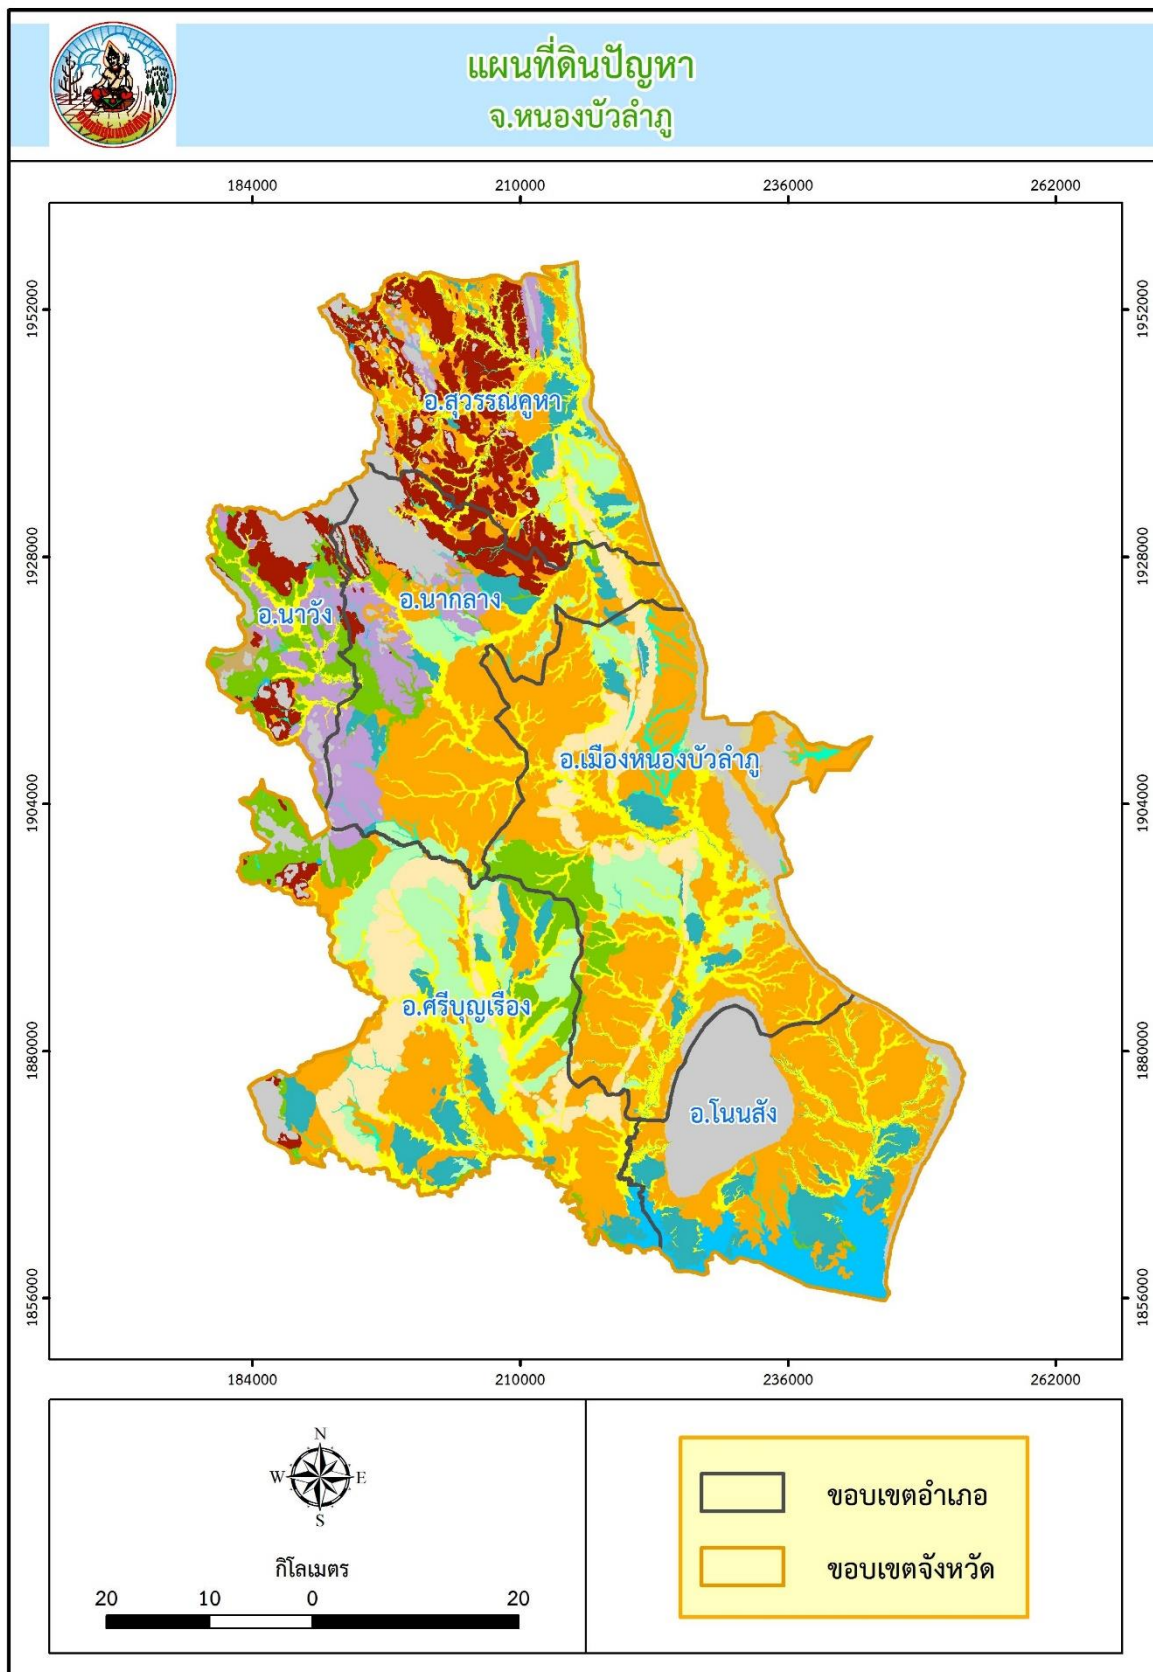 แผนที่ดินปัญหา
จ.หนองบัวลำภู
184000 210000 236000 262000
1952000 1952000
อ.สุวรรณคูหา
1928000 1928000
อ.นากลาง
อ.นาวัง
อ.เมืองหนองบัวลำภู
1904000 1904000
อ.ศรีบุญเรือง
1880000 1880000
อ.โนนสัง
1856000 1856000
184000 210000 236000 262000
N
W E
S
กิโลเมตร
20 10 0 20
ขอบเขตอำเภอ
ขอบเขตจังหวัด